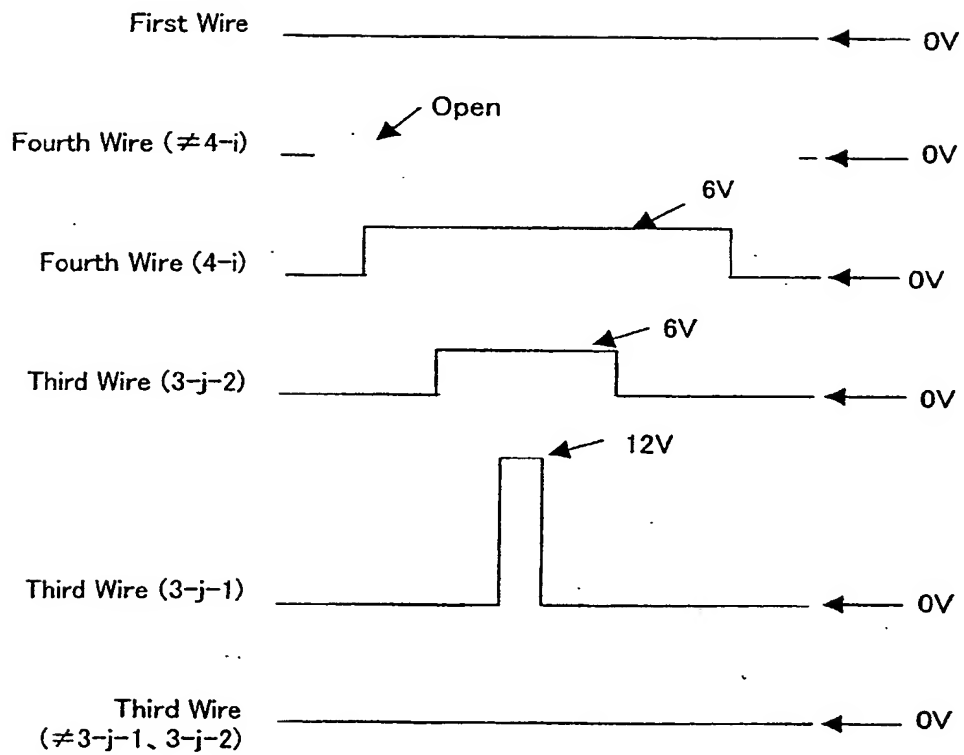 First Wire
0V
Open
Fourth Wire (≠4-i)
0V
6V
Fourth Wire (4-i)
0V
6V
Third Wire (3-j-2)
0V
12V
Third Wire (3-j-1)
0V
Third Wire
(≠3-j-1、3-j-2)
0V